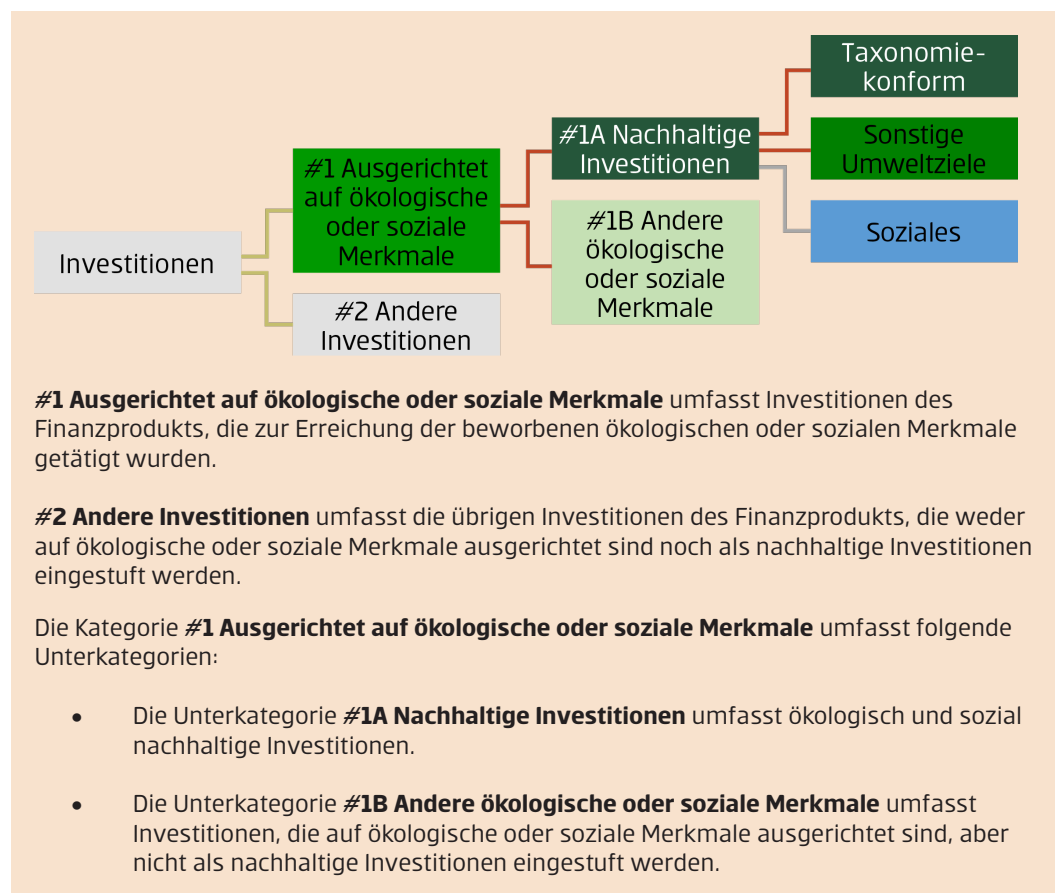 Taxonomie-
konform
#1A Nachhaltige
Investitionen
Sonstige
Umweltziele
#1 Ausgerichtet
auf ökologische
oder soziale
Merkmale
#1B Andere
ökologische
oder soziale
Merkmale
Soziales
Investitionen
#2 Andere
Investitionen
#1 Ausgerichtet auf ökologische oder soziale Merkmale umfasst Investitionen des
Finanzprodukts, die zur Erreichung der beworbenen ökologischen oder sozialen Merkmale
getätigt wurden.
#2 Andere Investitionen umfasst die übrigen Investitionen des Finanzprodukts, die weder
auf ökologische oder soziale Merkmale ausgerichtet sind noch als nachhaltige Investitionen
eingestuft werden.
Die Kategorie #1 Ausgerichtet auf ökologische oder soziale Merkmale umfasst folgende
Unterkategorien:
• Die Unterkategorie #1A Nachhaltige Investitionen umfasst ökologisch und sozial
nachhaltige Investitionen.
• Die Unterkategorie #1B Andere ökologische oder soziale Merkmale umfasst
Investitionen, die auf ökologische oder soziale Merkmale ausgerichtet sind, aber
nicht als nachhaltige Investitionen eingestuft werden.